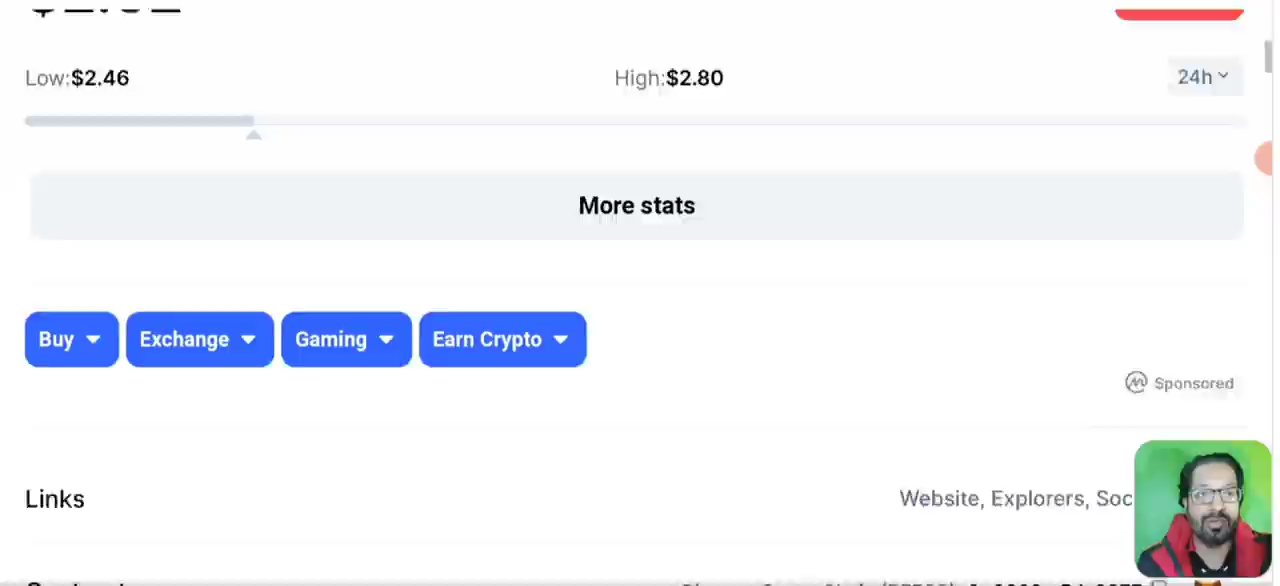 Low:$2.46
High:$2.80
24h
More stats
Buy
Exchange
Gaming
Earn Crypto
Sponsored
Links
Website, Explorers, Soc